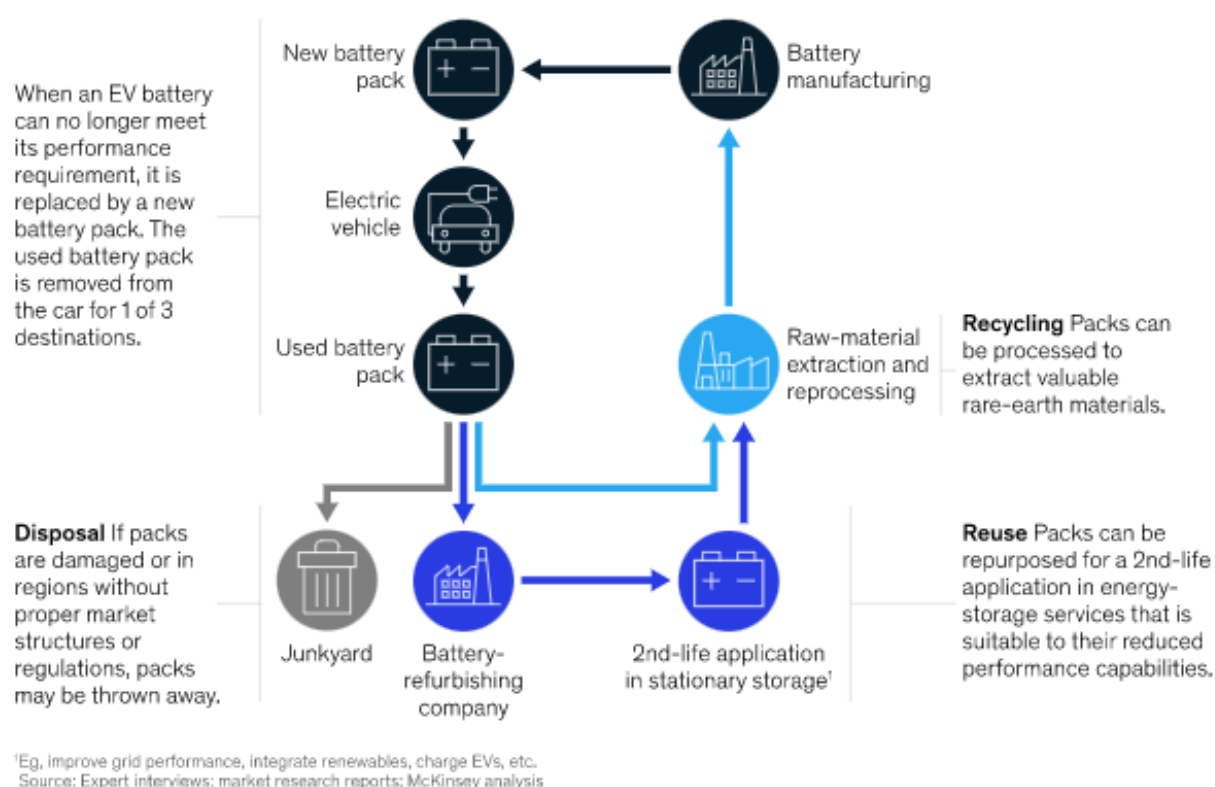 When an EV battery
can no longer meet
its performance
requirement, it is
replaced by a new
battery pack. The
used battery pack
is removed from
the car for 1 of 3
destinations.
New battery
pack
Battery
manufacturing
Electric
vehicle
Used battery
pack
Raw-material
extraction and
reprocessing
Recycling Packs can
be processed to
extract valuable
rare-earth materials.
Disposal If packs
are damaged or in
regions without
proper market
structures or
regulations, packs
may be thrown away.
Junkyard
Battery-
refurbishing
company
2nd-life application
in stationary storage¹
Reuse Packs can be
repurposed for a 2nd-life
application in energy-
storage services that is
suitable to their reduced
performance capabilities.
¹Eg, improve grid performance, integrate renewables, charge EVs, etc.
Source: Expert interviews; market research reports; McKinsey analysis